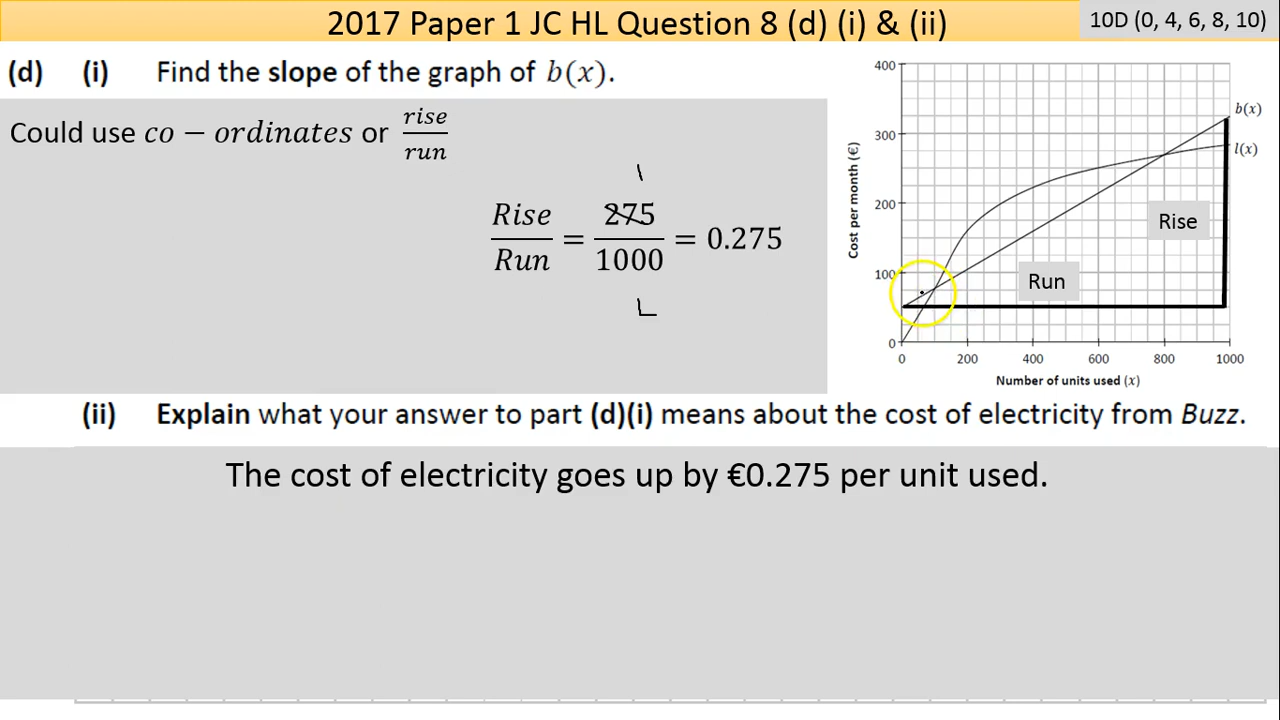 2017 Paper 1 JC HL Question 8 (d) (i) & (ii)
10D (0, 4, 6, 8, 10)
(d) (i) Find the slope of the graph of b(x).
Could use co − ordinates or rise/run
Rise/Run = 275/1000 = 0.275
400
300
200
100
0
Cost per month (€)
b(x)
l(x)
Rise
Run
0 200 400 600 800 1000
Number of units used (x)
(ii) Explain what your answer to part (d)(i) means about the cost of electricity from Buzz.
The cost of electricity goes up by €0.275 per unit used.